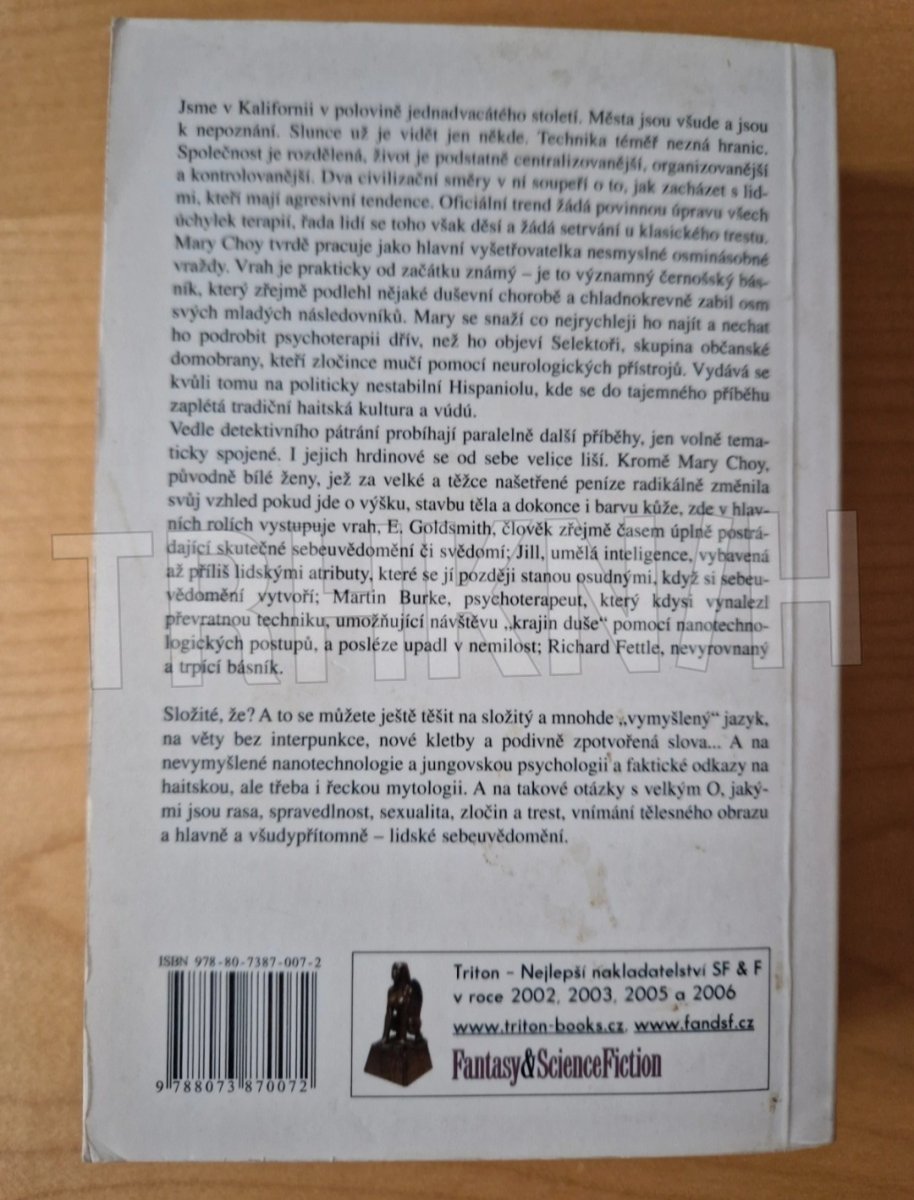 Jsme v Kalifornii v polovině jednadvacátého století. Města jsou všude a jsou
k nepoznání. Slunce už je vidět jen někde. Technika téměř nezná hranic.
Společnost je rozdělená, život je podstatně centralizovanější, organizovanější
a kontrolovanější. Dva civilizační směry v ní soupeří o to, jak zacházet s lid-
mi, kteří mají agresivní tendence. Oficiální trend žádá povinnou úpravu všech
úchylek terapií, řada lidí se toho však děsí a žádá setrvání u klasického trestu.
Mary Choy tvrdě pracuje jako hlavní vyšetřovatelka nesmyslné osminásobné
vraždy. Vrah je prakticky od začátku známý – je to významný černošský bás-
ník, který zřejmě podlehl nějaké duševní chorobě a chladnokrevně zabil osm
svých mladých následovníků. Mary se snaží co nejrychleji ho najít a nechat
ho podrobit psychoterapii dřív, než ho objeví Selektoři, skupina občanské
domobrany, kteří zločince mučí pomocí neurologických přístrojů. Vydává se
kvůli tomu na politicky nestabilní Hispaniolu, kde se do tajemného příběhu
zaplétá tradiční haitská kultura a vúdú.
Vedle detektivního pátrání probíhají paralelně další příběhy, jen volně tema-
ticky spojené. I jejich hrdinové se od sebe velice liší. Kromě Mary Choy,
původně bílé ženy, jež za velké a těžce našetřené peníze radikálně změnila
svůj vzhled pokud jde o výšku, stavbu těla a dokonce i barvu kůže, zde v hlav-
ních rolích vystupuje vrah, E. Goldsmith, člověk zřejmě časem úplně postrá-
dající skutečné sebeuvědomění či svědomí; Jill, umělá inteligence, vybavená
až příliš lidskými atributy, které se jí později stanou osudnými, když si sebeu-
vědomění vytvoří; Martin Burke, psychoterapeut, který kdysi vynalezl
převratnou techniku, umožňující návštěvu „krajin duše“ pomocí nanotechno-
logických postupů, a posléze upadl v nemilost; Richard Fettle, nevyrovnaný
a trpící básník.
Složité, že? A to se můžete ještě těšit na složitý a mnohde „vymyšlený“ jazyk,
na věty bez interpunkce, nové kletby a podivně zpotvořená slova... A na
nevymyšlené nanotechnologie a jungovskou psychologii a faktické odkazy na
haitskou, ale třeba i řeckou mytologii. A na takové otázky s velkým O, jaký-
mi jsou rasa, spravedlnost, sexualita, zločin a trest, vnímání tělesného obrazu
a hlavně a všudypřítomně – lidské sebeuvědomění.
ISBN 978-80-7387-007-2
9 788073 870072
Triton – Nejlepší nakladatelství SF & F
v roce 2002, 2003, 2005 a 2006
www.triton-books.cz, www.fandsf.cz
Fantasy&ScienceFiction
TRHKNIH